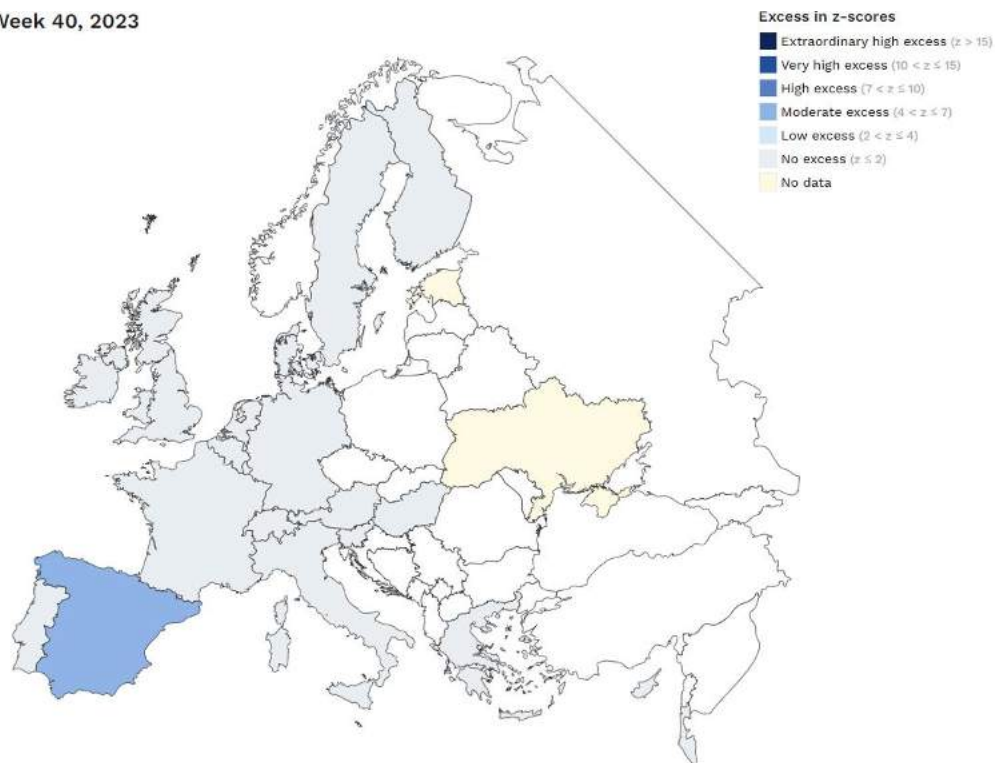 Week 40, 2023
Excess in z-scores
Extraordinary high excess (z > 15)
Very high excess (10 < z ≤ 15)
High excess (7 < z ≤ 10)
Moderate excess (4 < z ≤ 7)
Low excess (2 < z ≤ 4)
No excess (z ≤ 2)
No data